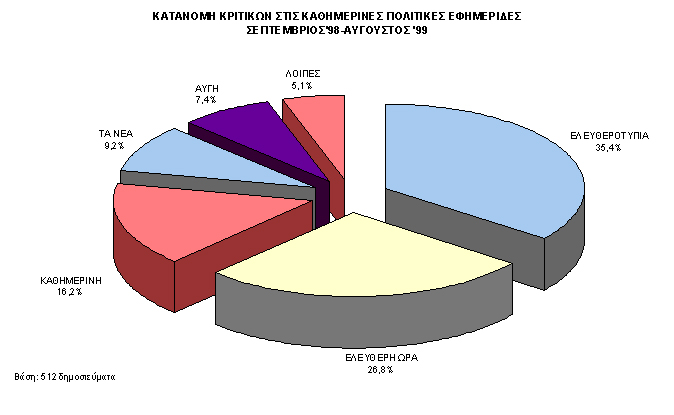 ΚΑΤΑΝΟΜΗ ΚΡΙΤΙΚΩΝ ΣΤΙΣ ΚΑΘΗΜΕΡΙΝΕΣ ΠΟΛΙΤΙΚΕΣ ΕΦΗΜΕΡΙΔΕΣ
ΣΕΠΤΕΜΒΡΙΟΣ'98-ΑΥΓΟΥΣΤΟΣ '99
ΛΟΙΠΕΣ
5,1%
ΑΥΓΗ
7,4%
ΤΑ ΝΕΑ
9,2%
ΕΛΕΥΘΕΡΟΤΥΠΙΑ
35,4%
ΚΑΘΗΜΕΡΙΝΗ
16,2%
ΕΛΕΥΘΕΡΗ ΩΡΑ
26,8%
Βάση: 512 δημοσιεύματα